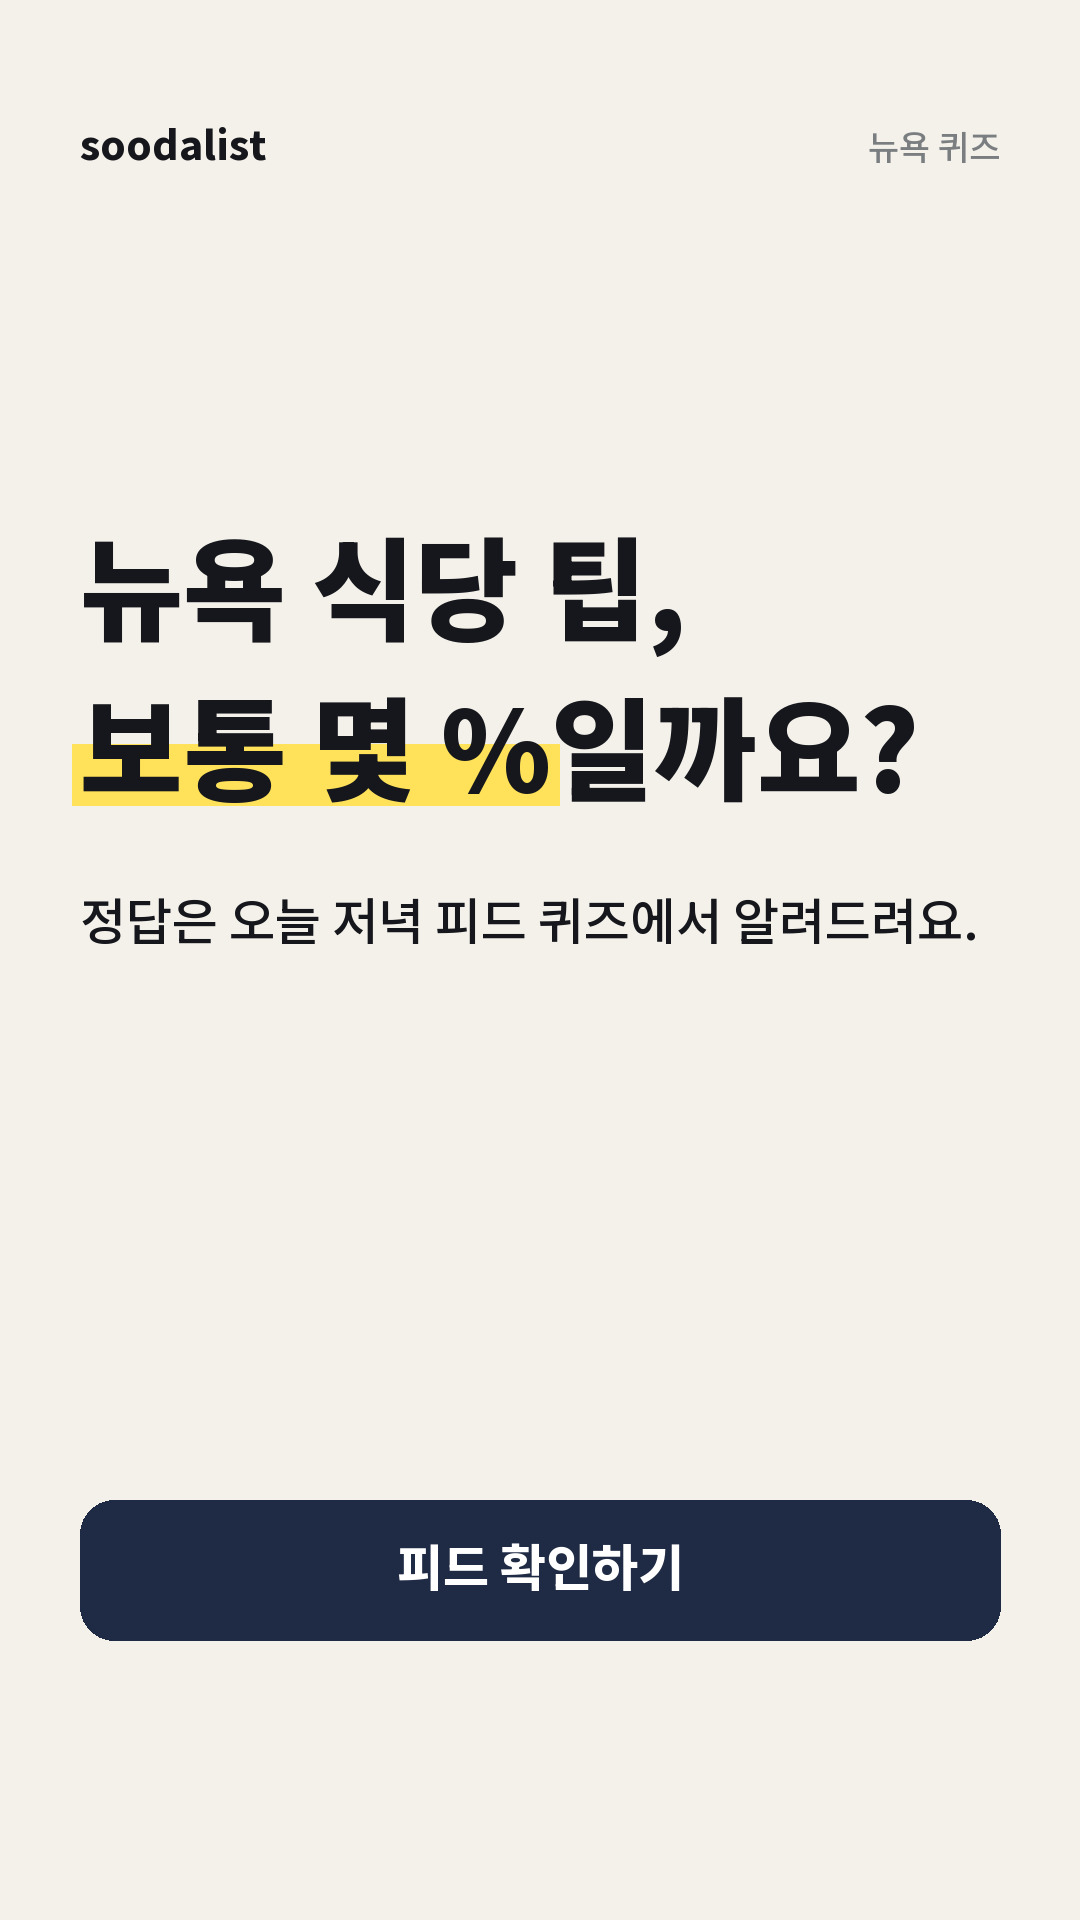 soodalist
뉴욕 퀴즈
뉴욕 식당 팁,
보통 몇 %일까요?
정답은 오늘 저녁 피드 퀴즈에서 알려드려요.
피드 확인하기